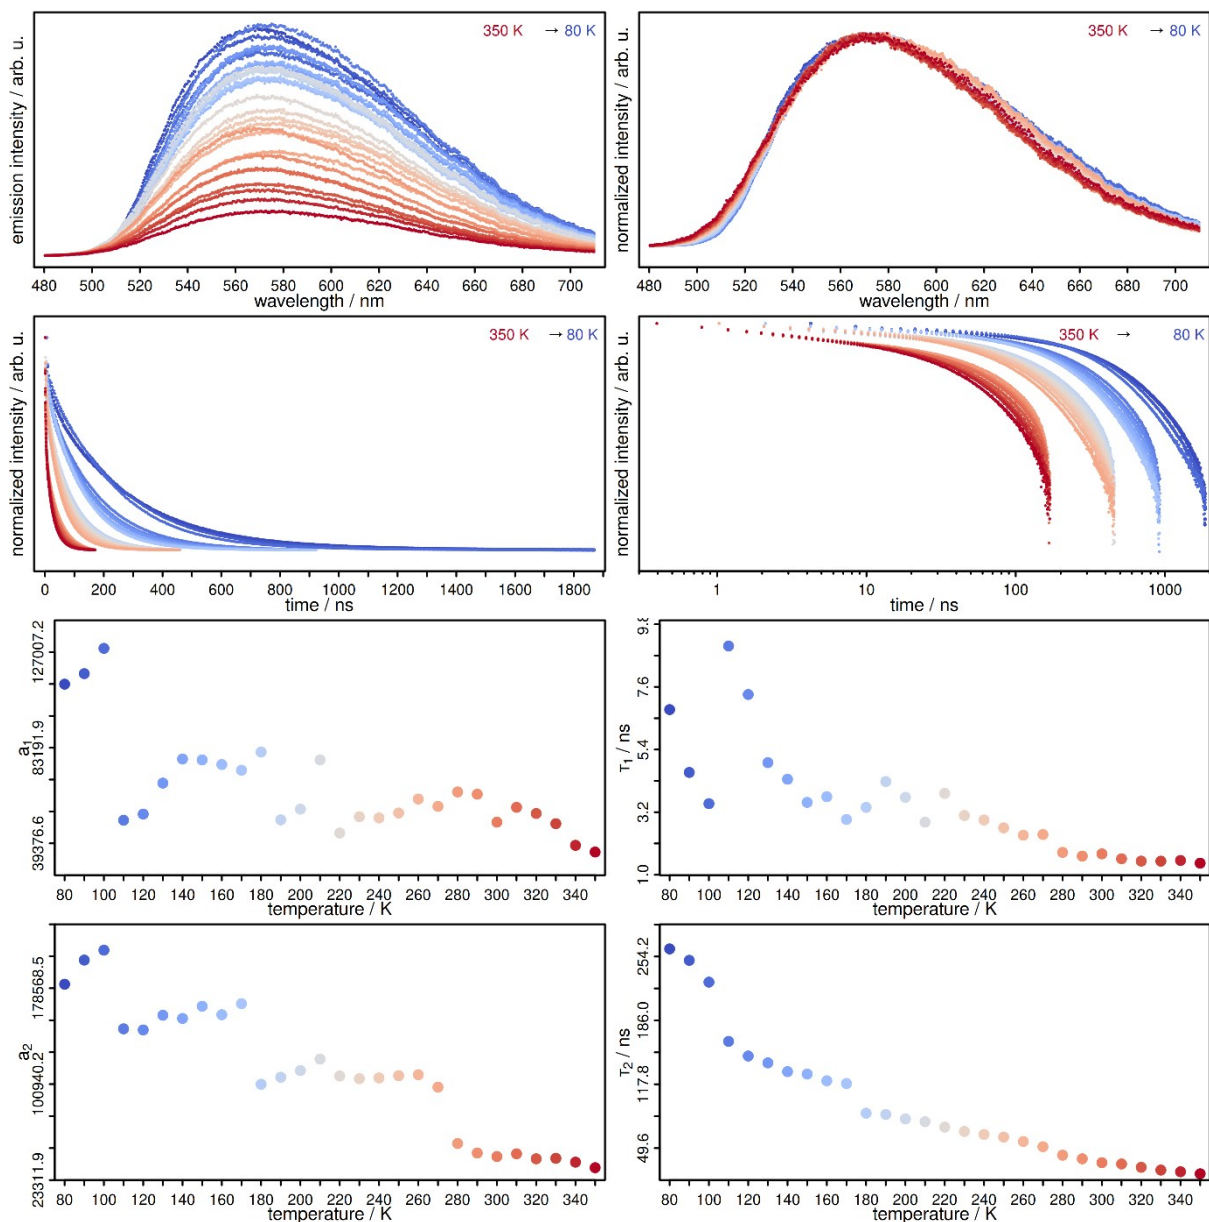 emission intensity / arb. u.
350 K → 80 K
480 500 520 540 560 580 600 620 640 660 680 700
wavelength / nm
normalized intensity / arb. u.
350 K → 80 K
480 500 520 540 560 580 600 620 640 660 680 700
wavelength / nm
normalized intensity / arb. u.
350 K → 80 K
0 200 400 600 800 1000 1200 1400 1600 1800
time / ns
normalized intensity / arb. u.
350 K → 80 K
1 10 100 1000
time / ns
a1
127007.2
83191.9
39376.6
80 100 120 140 160 180 200 220 240 260 280 300 320 340
temperature / K
τ1 / ns
9.8
7.6
5.4
3.2
1.0
80 100 120 140 160 180 200 220 240 260 280 300 320 340
temperature / K
a2
178568.5
100940.2
23311.9
80 100 120 140 160 180 200 220 240 260 280 300 320 340
temperature / K
τ2 / ns
254.2
186.0
117.8
49.6
80 100 120 140 160 180 200 220 240 260 280 300 320 340
temperature / K